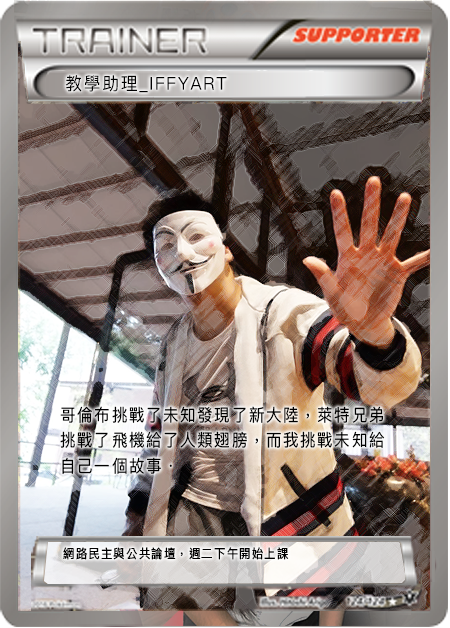 TRAINER
SUPPORTER
教學助理_IFFYART
哥倫布挑戰了未知發現了新大陸，萊特兄弟
挑戰了飛機給了人類翅膀，而我挑戰未知給
自己一個故事．
網路民主與公共論壇，週二下午開始上課
124/124